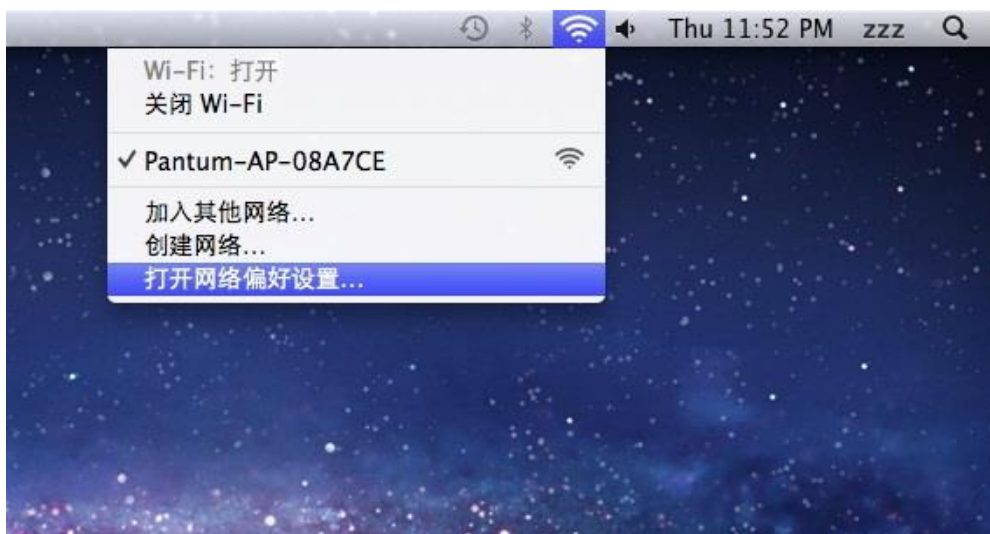 Thu 11:52 PM zzz
Wi-Fi: 打开
关闭 Wi-Fi
Pantum-AP-08A7CE
加入其他网络...
创建网络...
打开网络偏好设置...